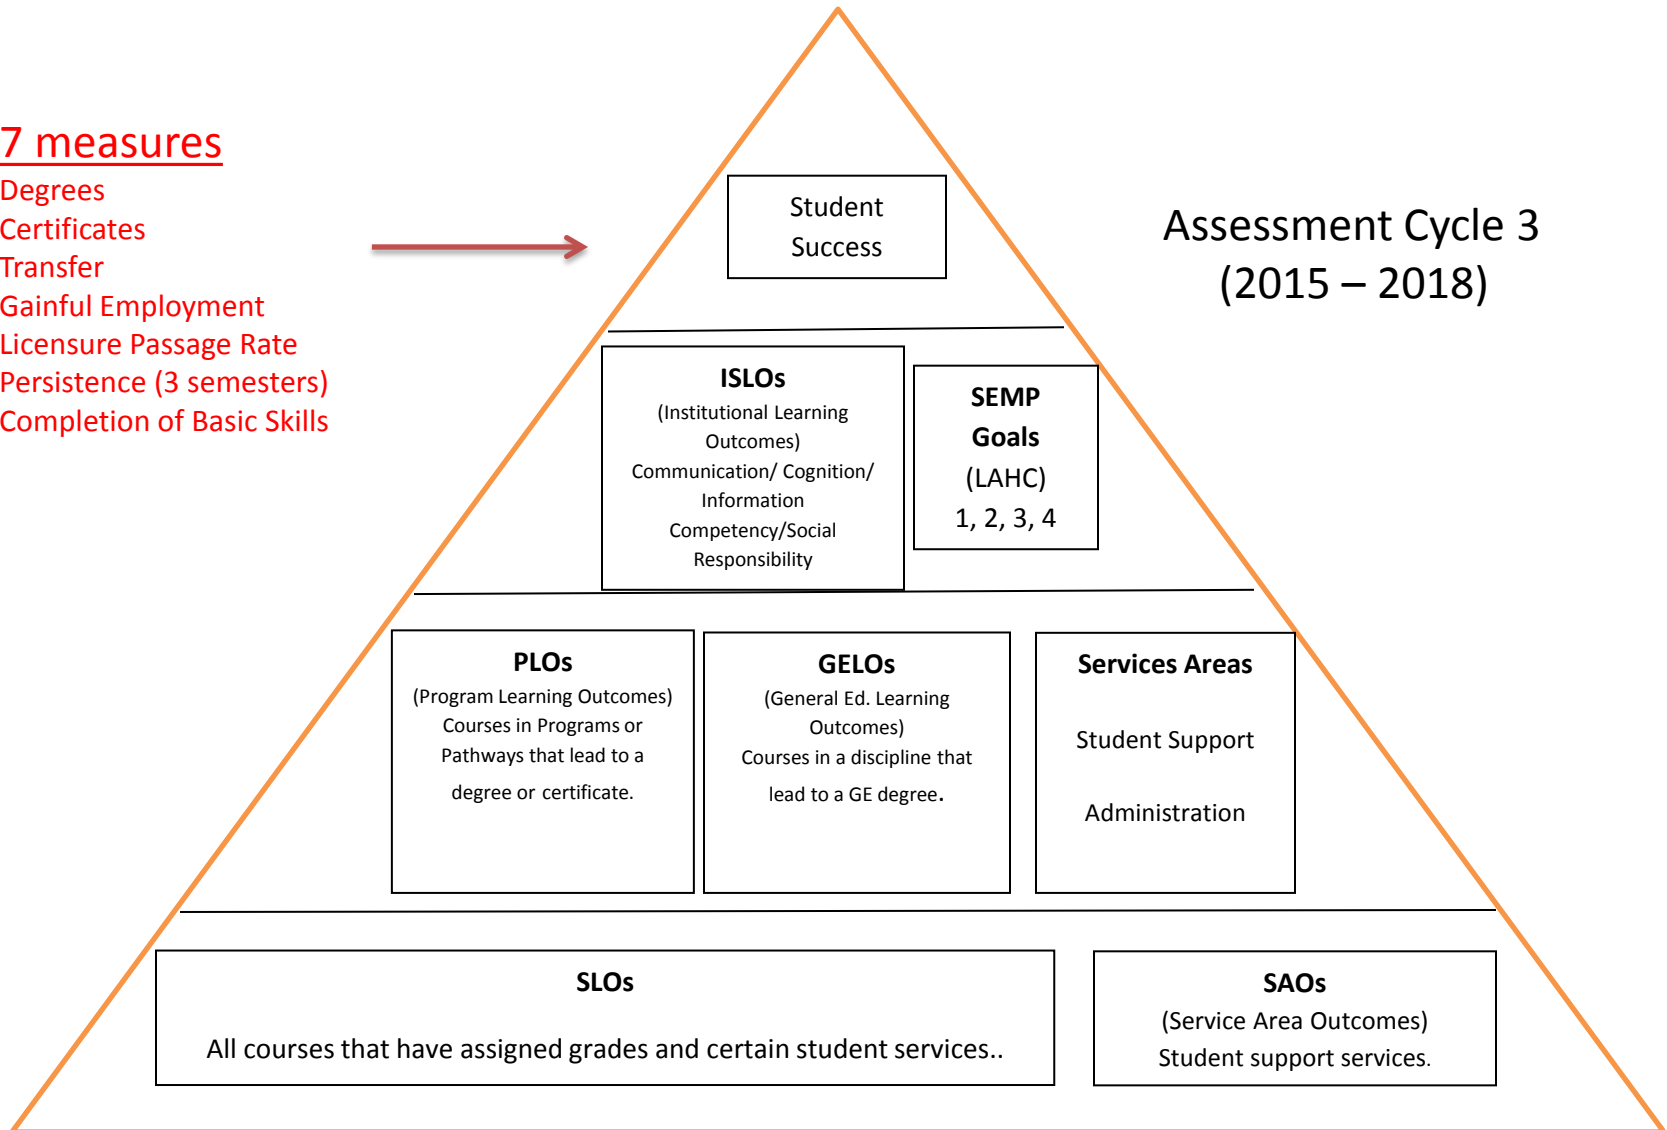 7 measures
Degrees
Certificates
Transfer
Gainful Employment
Licensure Passage Rate
Persistence (3 semesters)
Completion of Basic Skills
Student
Success
Assessment Cycle 3
(2015 – 2018)
ISLOs
(Institutional Learning
Outcomes)
Communication/ Cognition/
Information
Competency/Social
Responsibility
SEMP
Goals
(LAHC)
1, 2, 3, 4
PLOs
(Program Learning Outcomes)
Courses in Programs or
Pathways that lead to a
degree or certificate.
GELOs
(General Ed. Learning
Outcomes)
Courses in a discipline that
lead to a GE degree.
Services Areas
Student Support
Administration
SLOs
All courses that have assigned grades and certain student services..
SAOs
(Service Area Outcomes)
Student support services.